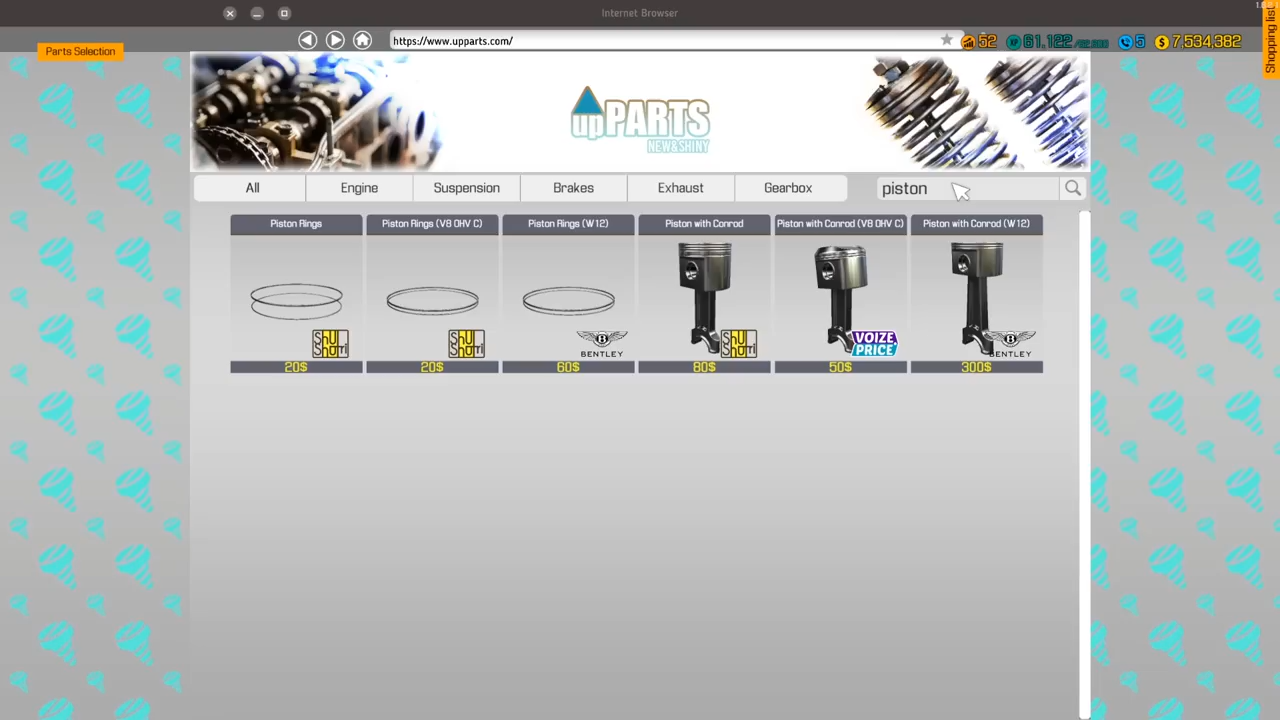 Internet Browser
1.8
Parts Selection
https://www.upparts.com/
52
61,122
5
7,534,382
Shopping list
upPARTS
NEW&SHINY
All
Engine
Suspension
Brakes
Exhaust
Gearbox
piston
Piston Rings
Piston Rings (V8 OHV C)
Piston Rings (W12)
Piston with Conrod
Piston with Conrod (V8 OHV C)
Piston with Conrod (W12)
B
BENTLEY
VOIZE
PRICE
B
BENTLEY
20$
20$
60$
80$
50$
300$